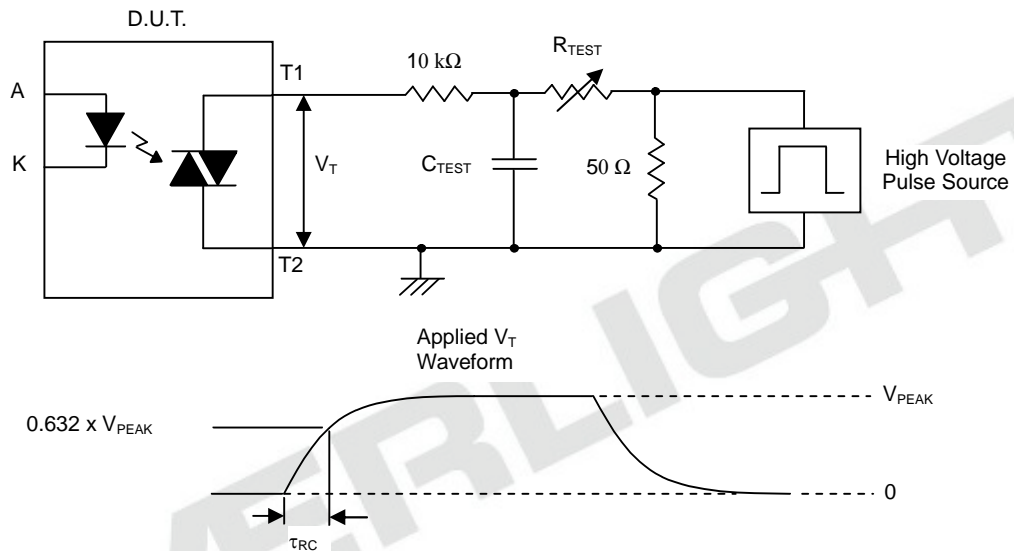 D.U.T.
A
K
T1
T2
V_T
10 kΩ
R_TEST
C_TEST
50 Ω
High Voltage
Pulse Source
Applied V_T
Waveform
0.632 x V_PEAK
V_PEAK
0
τ_RC
ERLIGHT